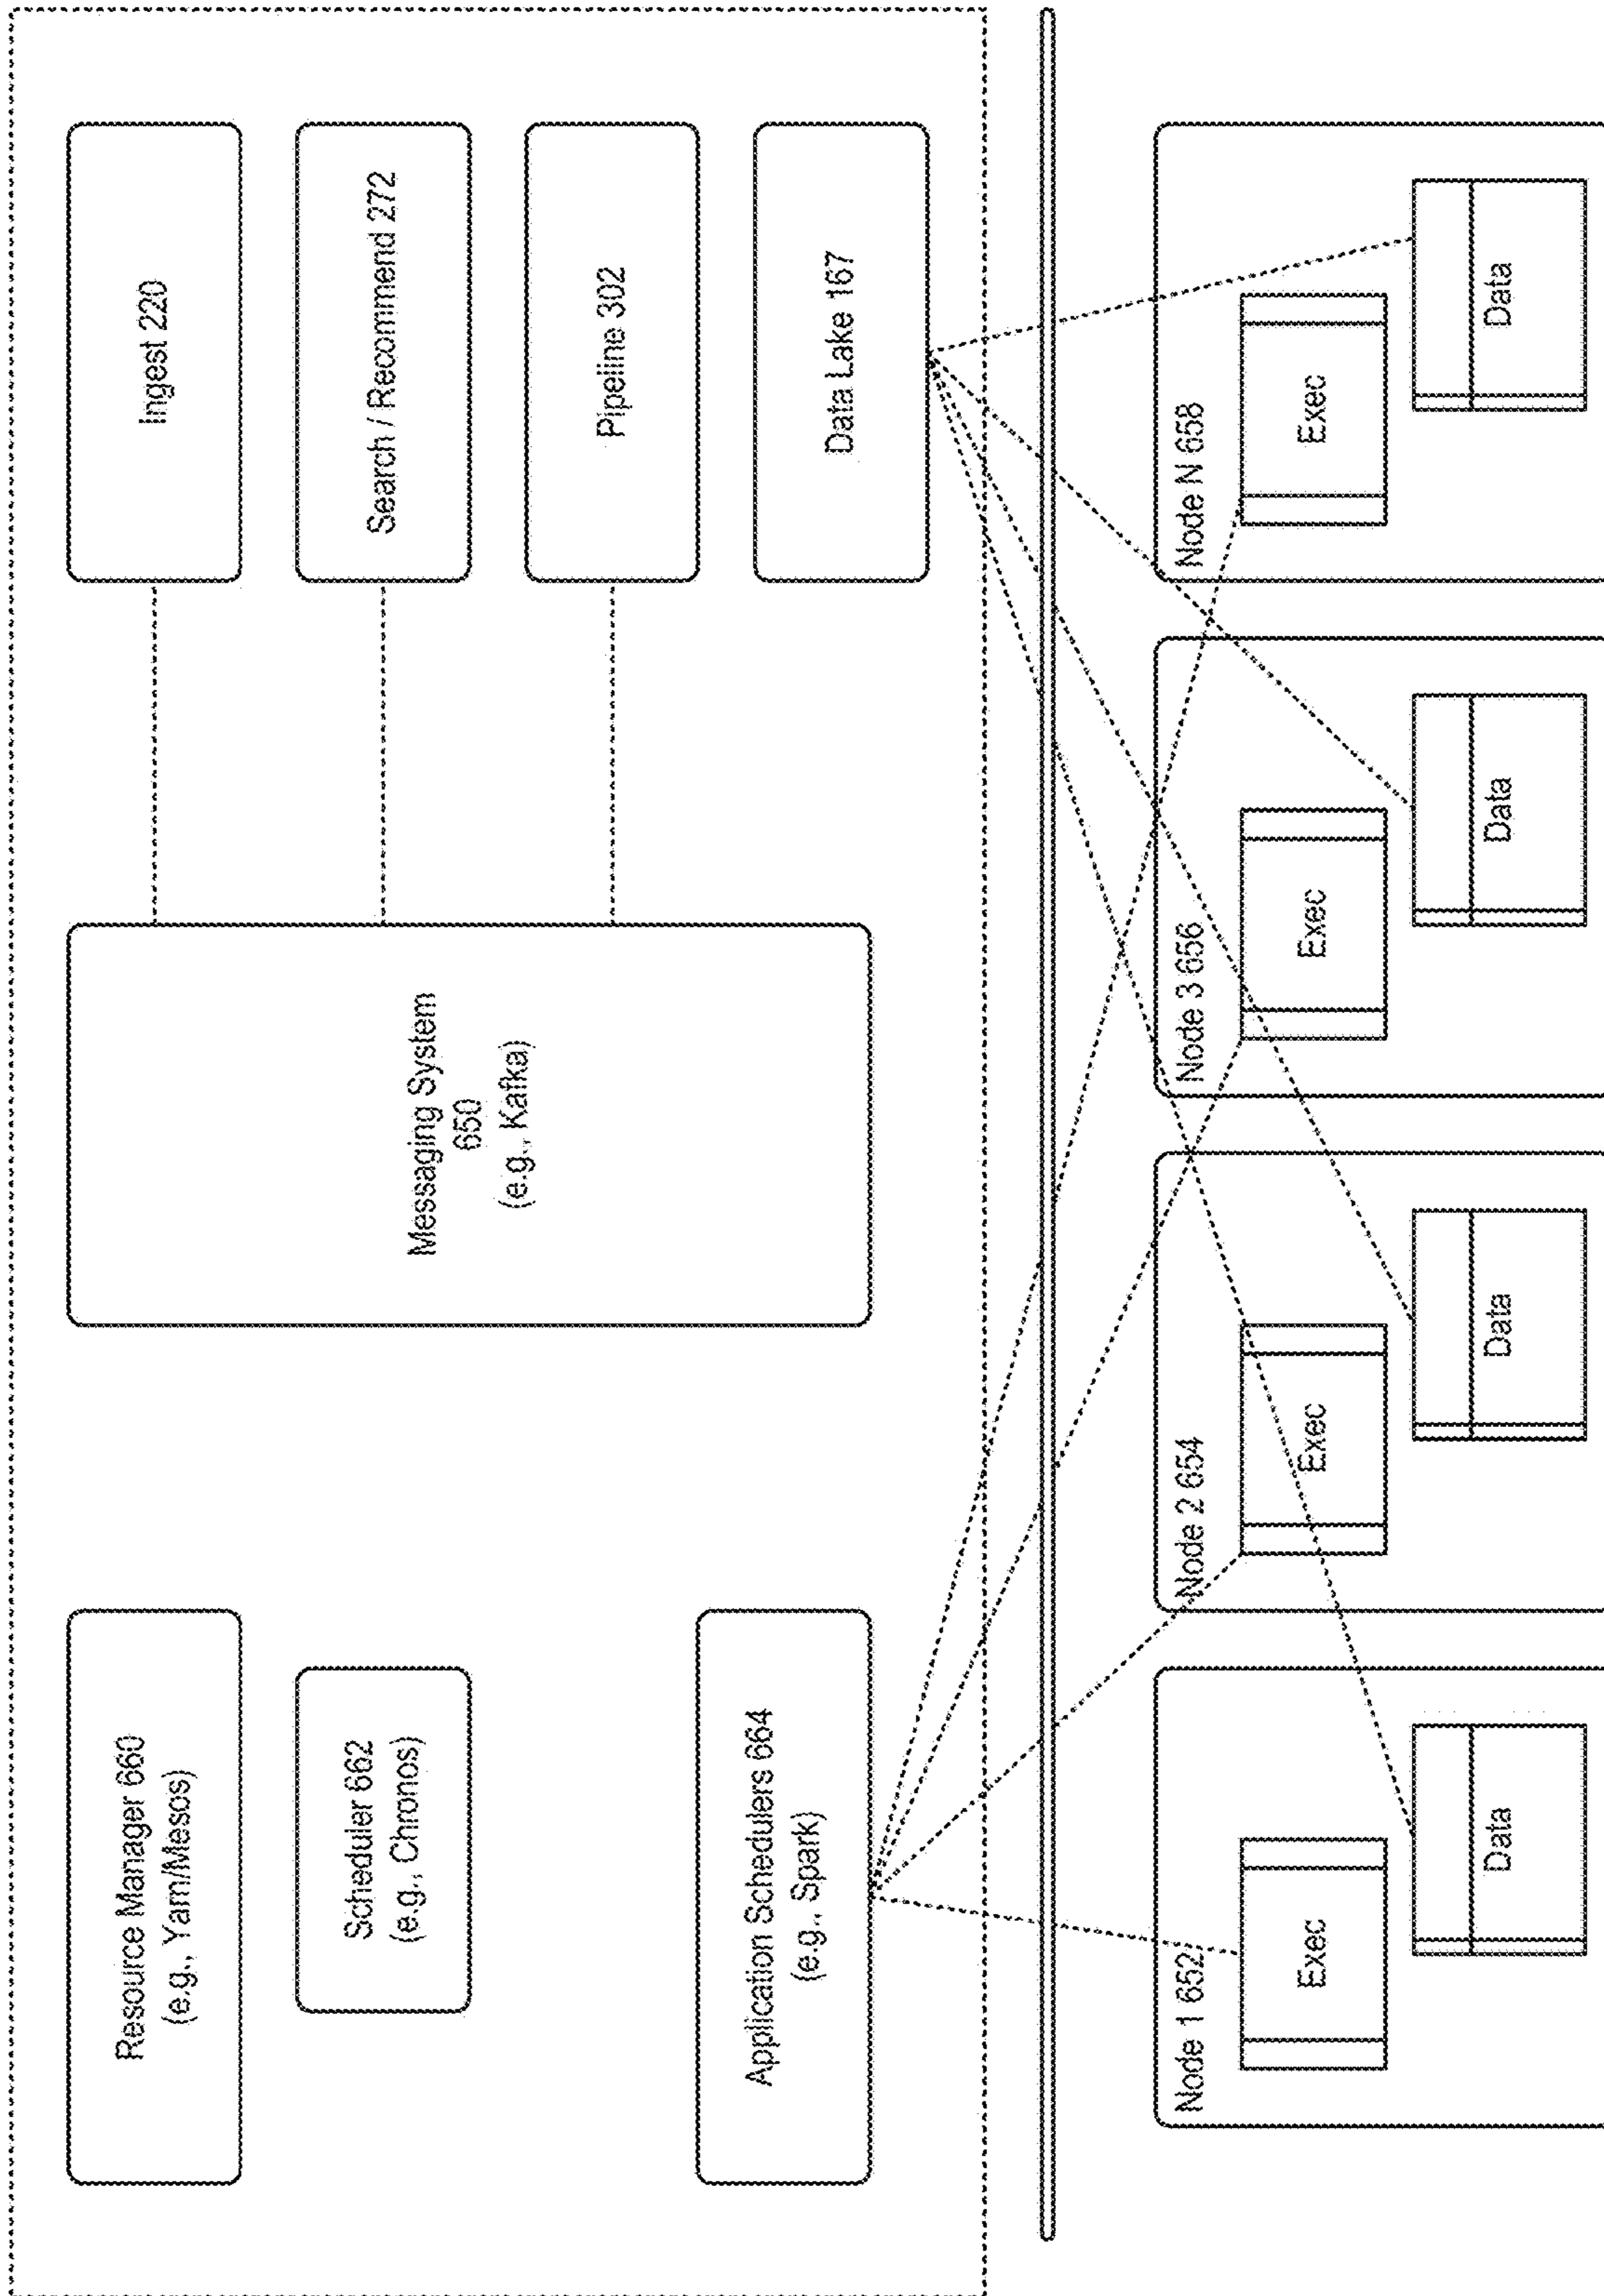 Resource Manager 660
(e.g., Yarn/Mesos)
Scheduler 662
(e.g., Chronos)
Application Schedulers 664
(e.g., Spark)
Messaging System
650
(e.g., Kafka)
Ingest 220
Search / Recommend 272
Pipeline 302
Data Lake 167
Node 1 652
Exec
Data
Node 2 654
Exec
Data
Node 3 656
Exec
Data
Node N 658
Exec
Data